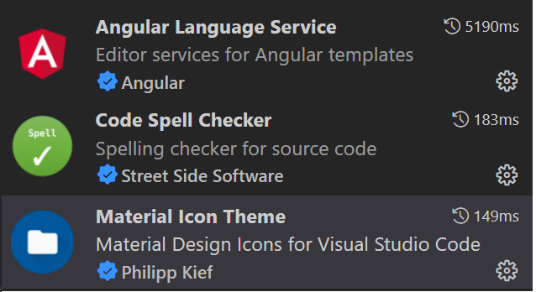 Angular Language Service 5190ms
Editor services for Angular templates
Angular
Code Spell Checker 183ms
Spell
Spelling checker for source code
Street Side Software
Material Icon Theme 149ms
Material Design Icons for Visual Studio Code
Philipp Kief